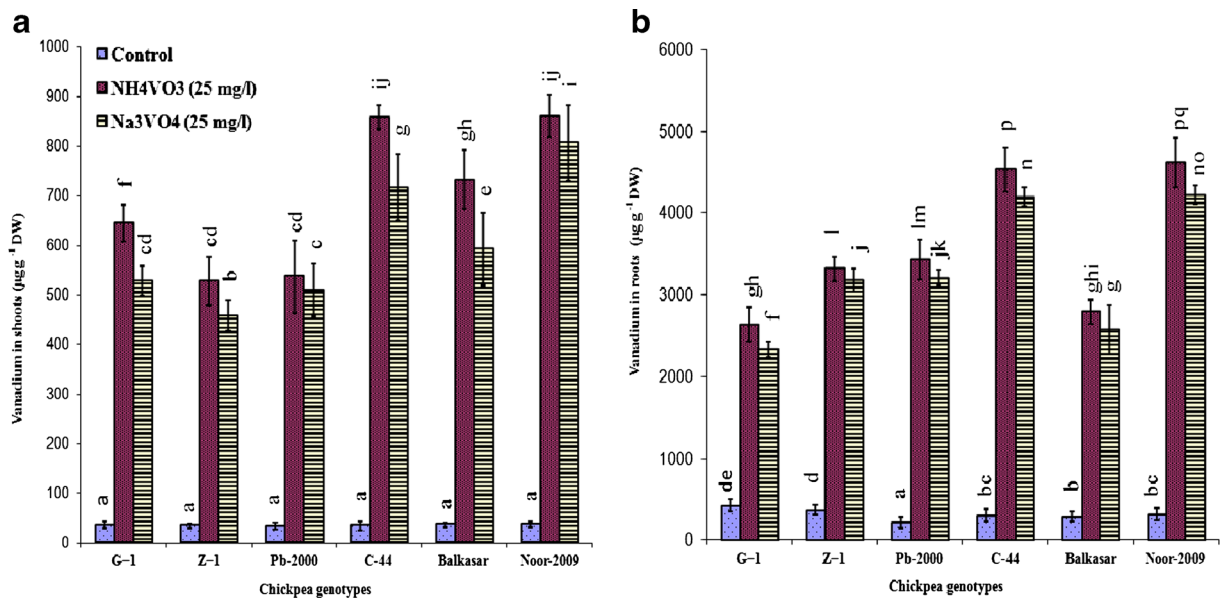 a
Vanadium in shoots (µg g⁻¹ DW)
1000
900
800
700
600
500
400
300
200
100
0
Control
NH4VO3 (25 mg/l)
Na3VO4 (25 mg/l)
a
f
cd
a
cd
b
a
cd
c
a
ij
g
a
gh
e
a
ij
i
G-1
Z-1
Pb-2000
C-44
Balkasar
Noor-2009
Chickpea genotypes
b
Vanadium in roots (µg g⁻¹ DW)
6000
5000
4000
3000
2000
1000
0
de
gh
f
d
l
j
a
lm
jk
bc
p
n
b
ghi
g
bc
pq
no
G-1
Z-1
Pb-2000
C-44
Balkasar
Noor-2009
Chickpea genotypes